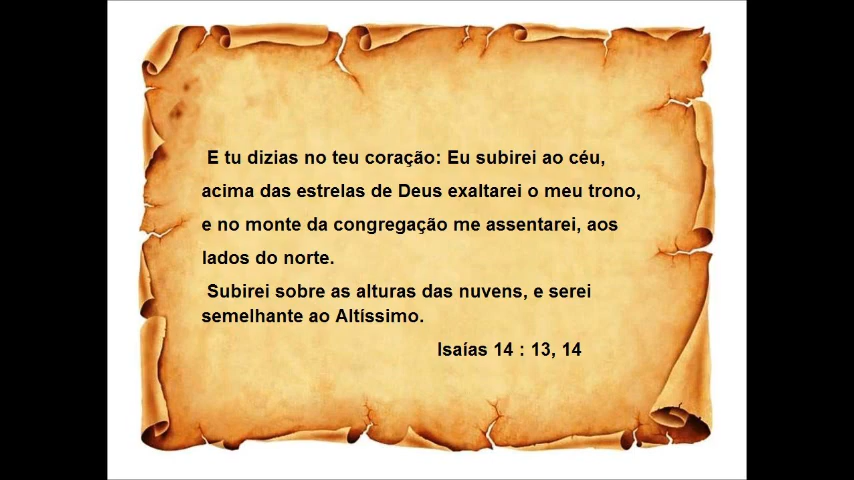 E tu dizias no teu coração: Eu subirei ao céu,
acima das estrelas de Deus exaltarei o meu trono,
e no monte da congregação me assentarei, aos
lados do norte.
Subirei sobre as alturas das nuvens, e serei
semelhante ao Altíssimo.
Isaías 14 : 13, 14